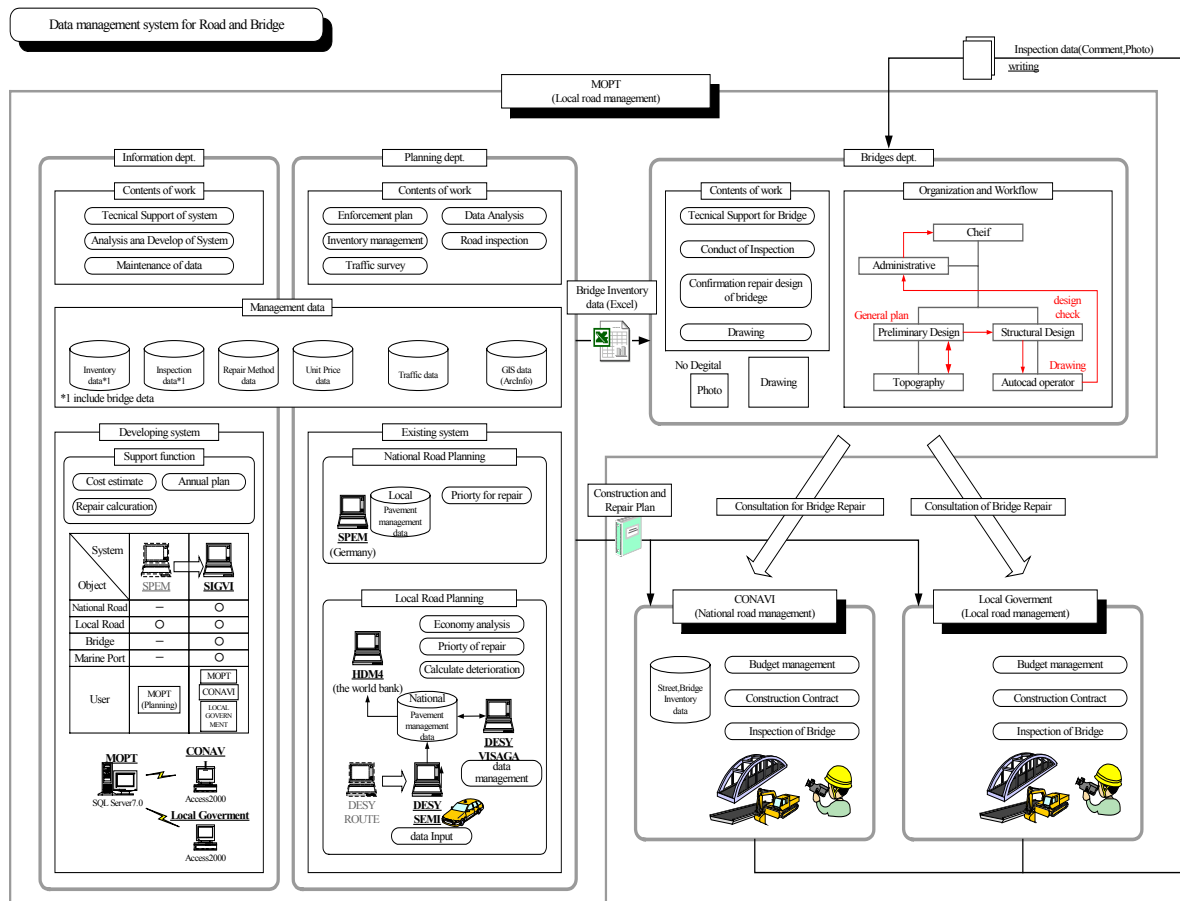 Data management system for Road and Bridge
Inspection data(Comment,Photo)
writing
MOPT
(Local road management)
Information dept.
Contents of work
Tecnical Support of system
Analysis ana Develop of System
Maintenance of data
Planning dept.
Contents of work
Enforcement plan
Data Analysis
Inventory management
Road inspection
Traffic survey
Management data
Inventory
data*1
Inspection
data*1
Repair Method
data
Unit Price
data
Traffic data
GIS data
(ArcInfo)
*1 include bridge deta
Bridge Inventory
data (Excel)
Bridges dept.
Contents of work
Tecnical Support for Bridge
Conduct of Inspection
Confirmation repair design
of bridege
Drawing
No Degital
Photo
Drawing
Organization and Workflow
Cheif
Administrative
design
check
General plan
Preliminary Design
Structural Design
Drawing
Topography
Autocad operator
Developing system
Support function
Cost estimate
Annual plan
Repair calcuration
System
Object
SPEM
SIGVI
National Road
–
○
Local Road
○
○
Bridge
–
○
Marine Port
–
○
User
MOPT
(Planning)
MOPT
CONAVI
LOCAL
GOVERN
MENT
MOPT
SQL Server7.0
CONAV
Access2000
Local Goverment
Access2000
Existing system
National Road Planning
SPEM
(Germany)
Local
Pavement
management
data
Priorty for repair
Local Road Planning
Economy analysis
Priorty of repair
Calculate deterioration
HDM4
(the world bank)
National
Pavement
management
data
DESY
VISAGA
data
management
DESY
ROUTE
DESY
SEMI
data Input
Construction and
Repair Plan
Consultation for Bridge Repair
Consultation of Bridge Repair
CONAVI
(National road management)
Street,Bridge
Inventory
data
Budget management
Construction Contract
Inspection of Bridge
Local Goverment
(Local road management)
Budget management
Construction Contract
Inspection of Bridge